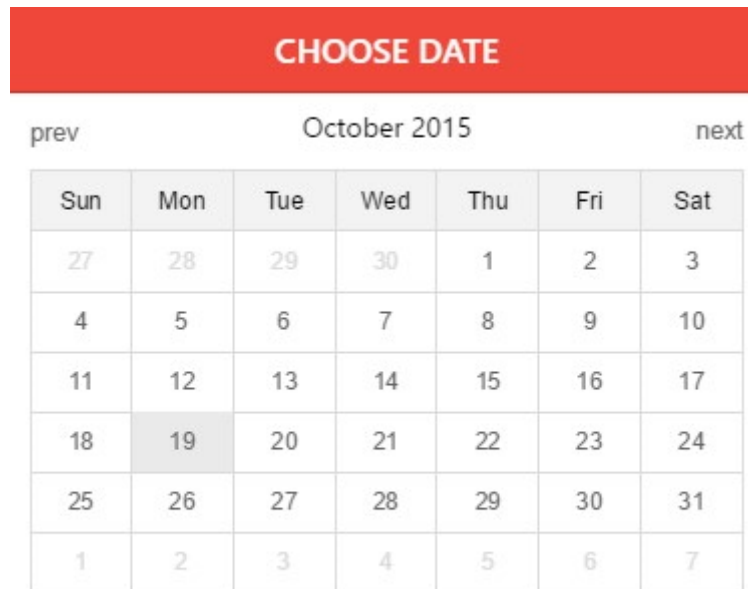 CHOOSE DATE
prev October 2015 next
Sun Mon Tue Wed Thu Fri Sat
27 28 29 30 1 2 3
4 5 6 7 8 9 10
11 12 13 14 15 16 17
18 19 20 21 22 23 24
25 26 27 28 29 30 31
1 2 3 4 5 6 7